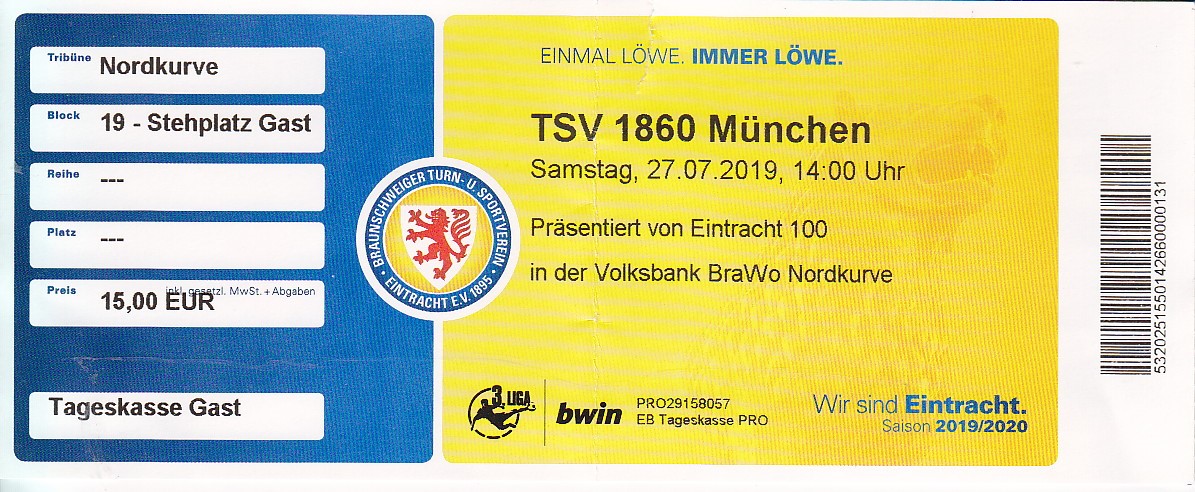 Tribüne Nordkurve
Block 19 - Stehplatz Gast
Reihe ---
Platz ---
Preis 15,00 EUR inkl. gesetzl. MwSt. + Abgaben
Tageskasse Gast
BRAUNSCHWEIGER TURN- U. SPORTVEREIN
EINTRACHT E.V. 1895
EINMAL LÖWE. IMMER LÖWE.
TSV 1860 München
Samstag, 27.07.2019, 14:00 Uhr
Präsentiert von Eintracht 100
in der Volksbank BraWo Nordkurve
3. LIGA
bwin
PRO29158057
EB Tageskasse PRO
Wir sind Eintracht.
Saison 2019/2020
5320251550142660000131